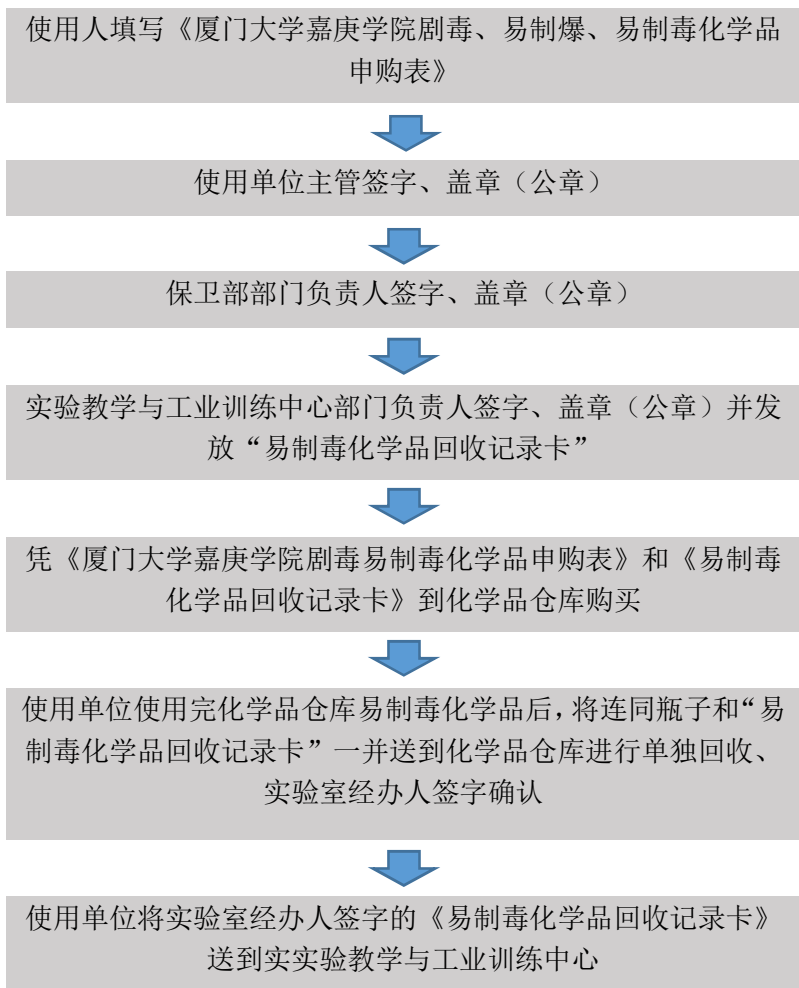 使用人填写《厦门大学嘉庚学院剧毒、易制爆、易制毒化学品
申购表》
使用单位主管签字、盖章（公章）
保卫部部门负责人签字、盖章（公章）
实验教学与工业训练中心部门负责人签字、盖章（公章）并发
放“易制毒化学品回收记录卡”
凭《厦门大学嘉庚学院剧毒易制毒化学品申购表》和《易制毒
化学品回收记录卡》到化学品仓库购买
使用单位使用完化学品仓库易制毒化学品后，将连同瓶子和“易
制毒化学品回收记录卡”一并送到化学品仓库进行单独回收、
实验室经办人签字确认
使用单位将实验室经办人签字的《易制毒化学品回收记录卡》
送到实实验教学与工业训练中心